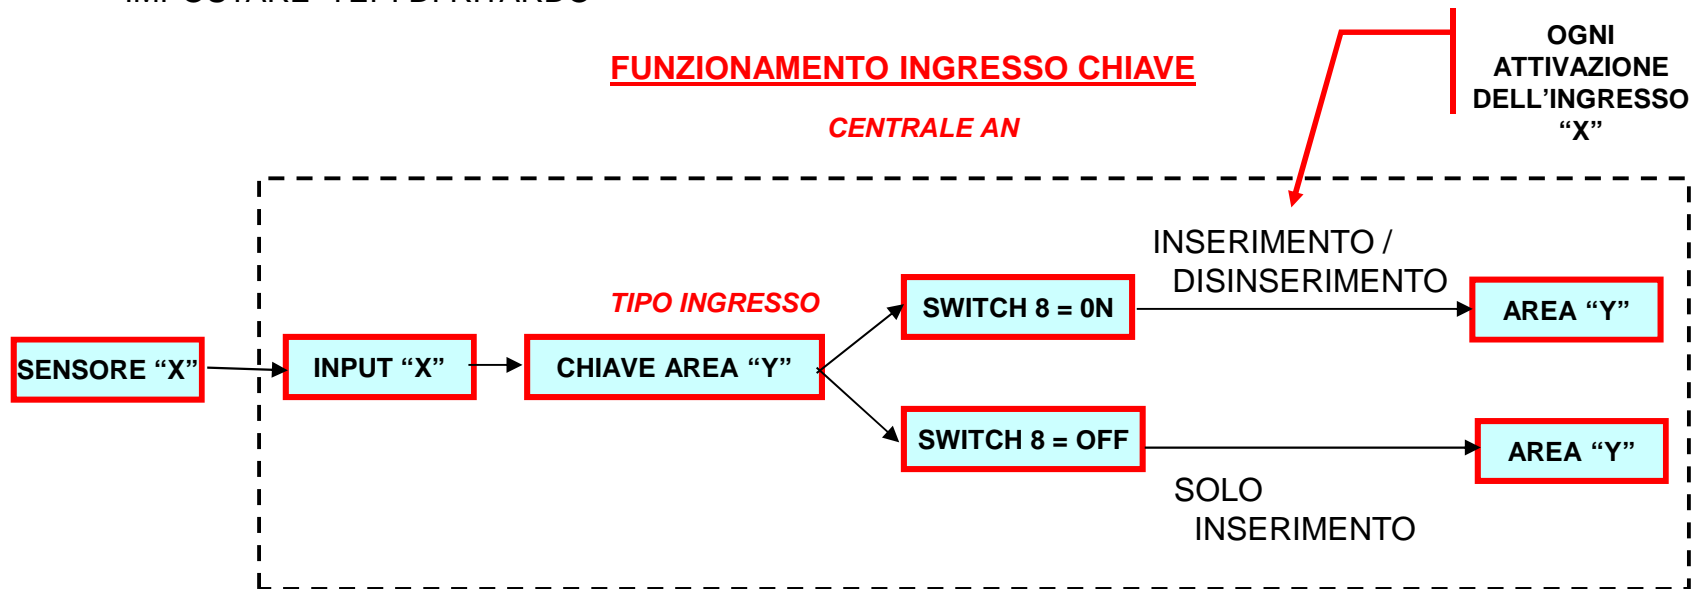 OGNI
ATTIVAZIONE
DELL’INGRESSO
“X”
FUNZIONAMENTO INGRESSO CHIAVE
CENTRALE AN
INSERIMENTO /
DISINSERIMENTO
TIPO INGRESSO
SWITCH 8 = 0N
AREA “Y”
SENSORE “X”
INPUT “X”
CHIAVE AREA “Y”
SWITCH 8 = OFF
AREA “Y”
SOLO
INSERIMENTO